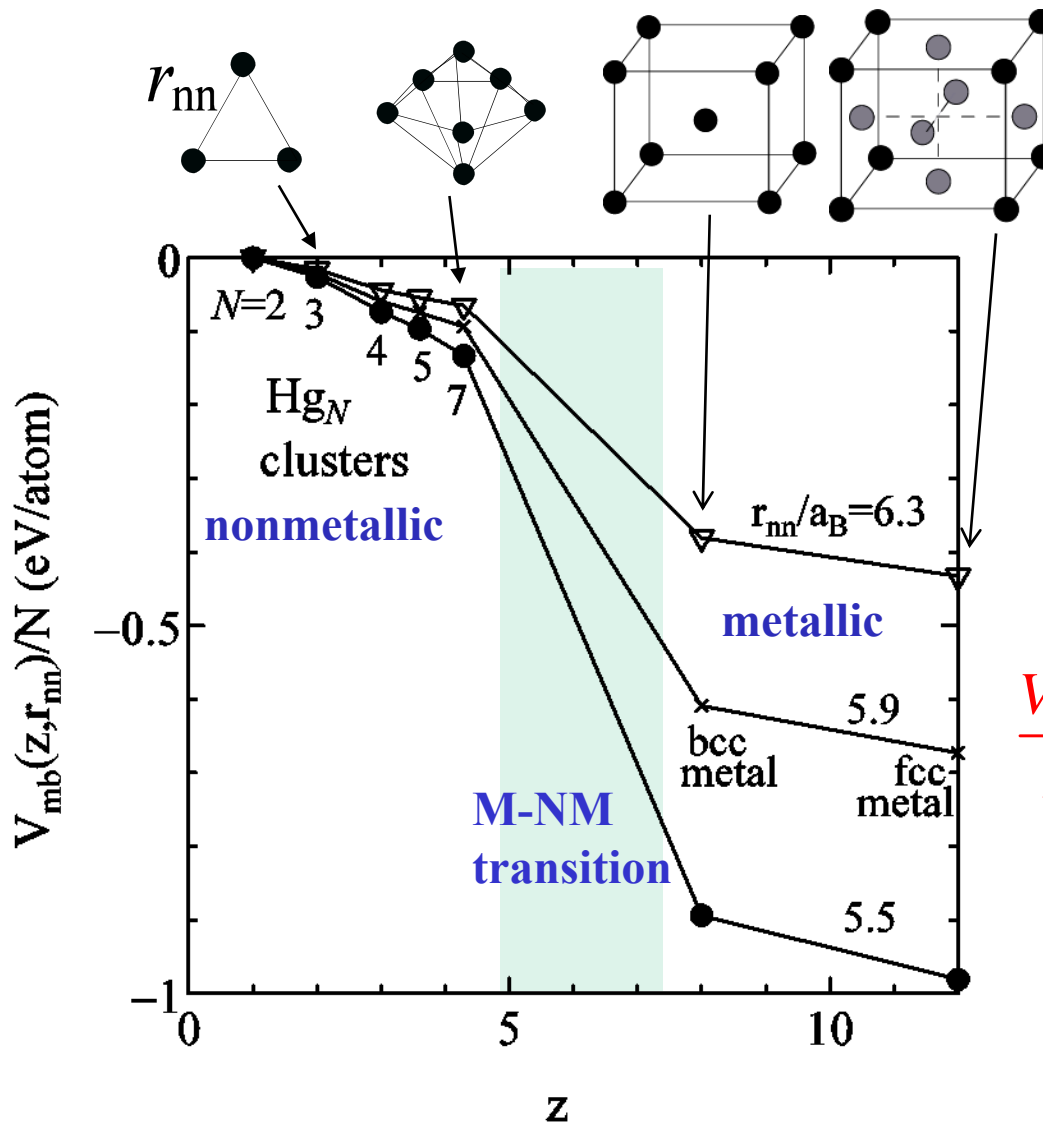 r_nn
0
N=2
3
4
5
7
Hg_N
clusters
nonmetallic
r_nn/a_B=6.3
−0.5
metallic
5.9
V
bcc
metal
fcc
metal
M-NM
transition
5.5
−1
0
5
10
z
V_mb(z,r_nn)/N (eV/atom)